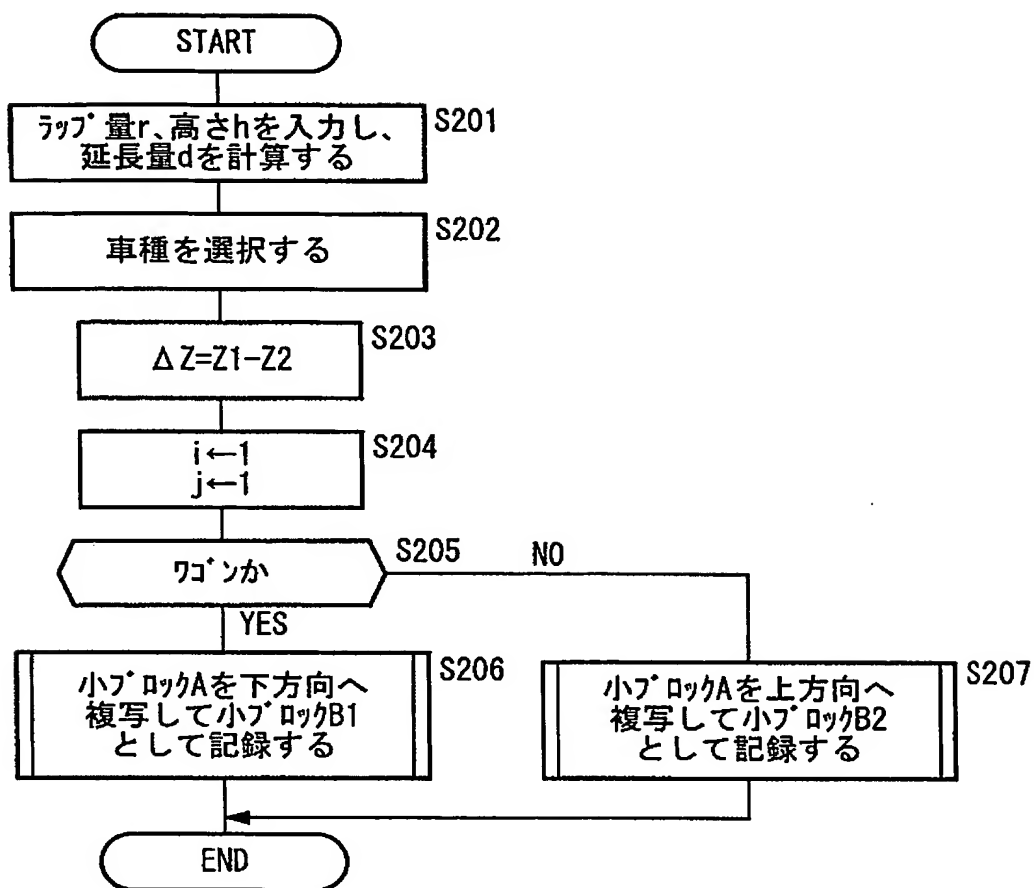 START
ﾗｯﾌﾟ量r、高さhを入力し、
延長量dを計算する
S201
車種を選択する
S202
ΔZ=Z1-Z2
S203
i←1
j←1
S204
ﾜｺﾞﾝか
S205
NO
YES
小ﾌﾞﾛｯｸAを下方向へ
複写して小ﾌﾞﾛｯｸB1
として記録する
S206
小ﾌﾞﾛｯｸAを上方向へ
複写して小ﾌﾞﾛｯｸB2
として記録する
S207
END